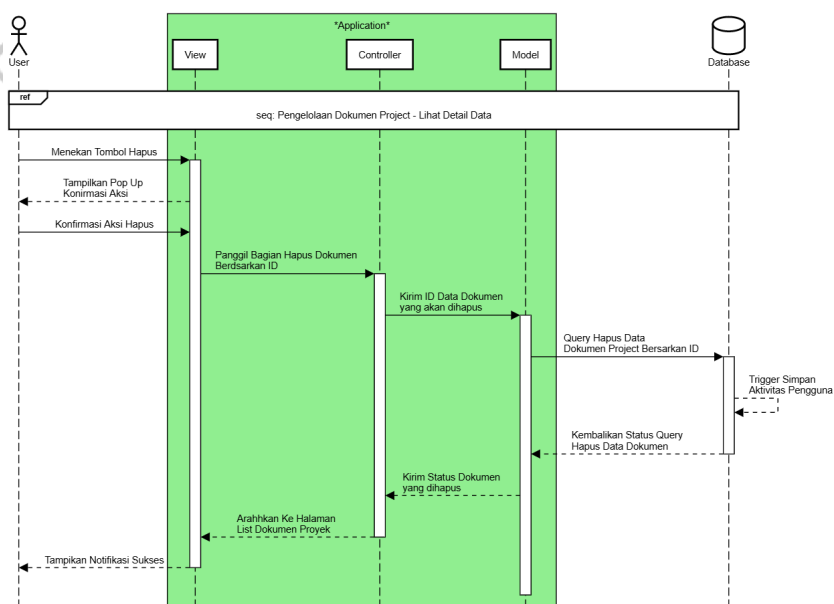 *Application*
User
View
Controller
Model
Database
ref
seq: Pengelolaan Dokumen Project - Lihat Detail Data
Menekan Tombol Hapus
Tampilkan Pop Up
Konirmasi Aksi
Konfirmasi Aksi Hapus
Panggil Bagian Hapus Dokumen
Berdsarkan ID
Kirim ID Data Dokumen
yang akan dihapus
Query Hapus Data
Dokumen Project Bersarkan ID
Trigger Simpan
Aktivitas Pengguna
Kembalikan Status Query
Hapus Data Dokumen
Kirim Status Dokumen
yang dihapus
Arahhkan Ke Halaman
List Dokumen Proyek
Tampikan Notifikasi Sukses